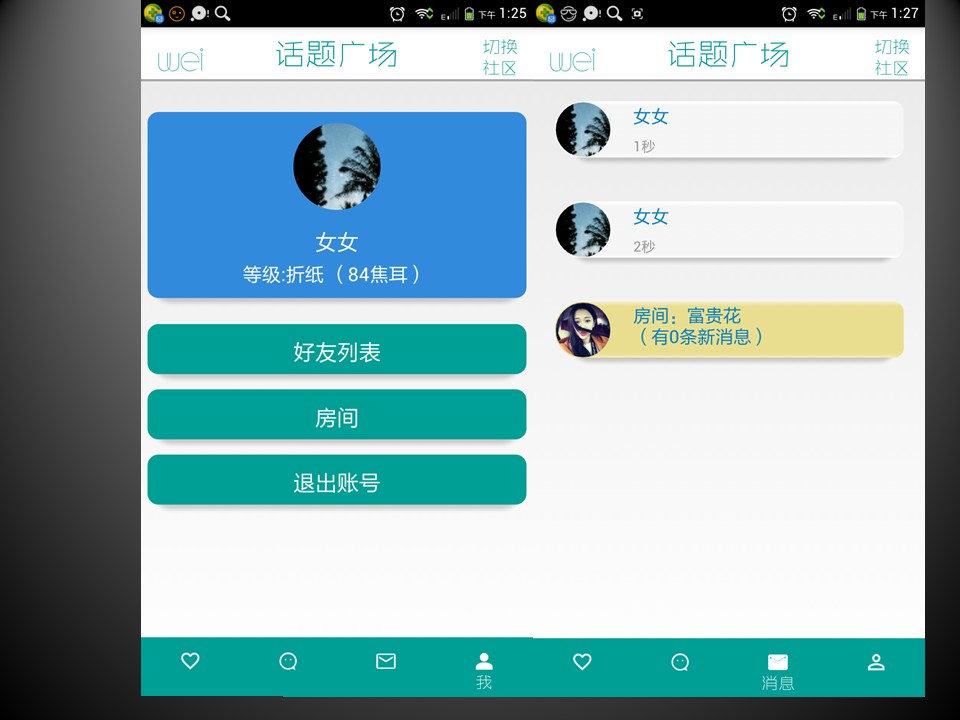 下午 1:25
wei
话题广场
切换
社区
女女
等级:折纸（84焦耳）
好友列表
房间
退出账号
我
下午 1:27
wei
话题广场
切换
社区
女女
1秒
女女
2秒
房间：富贵花
（有0条新消息）
消息